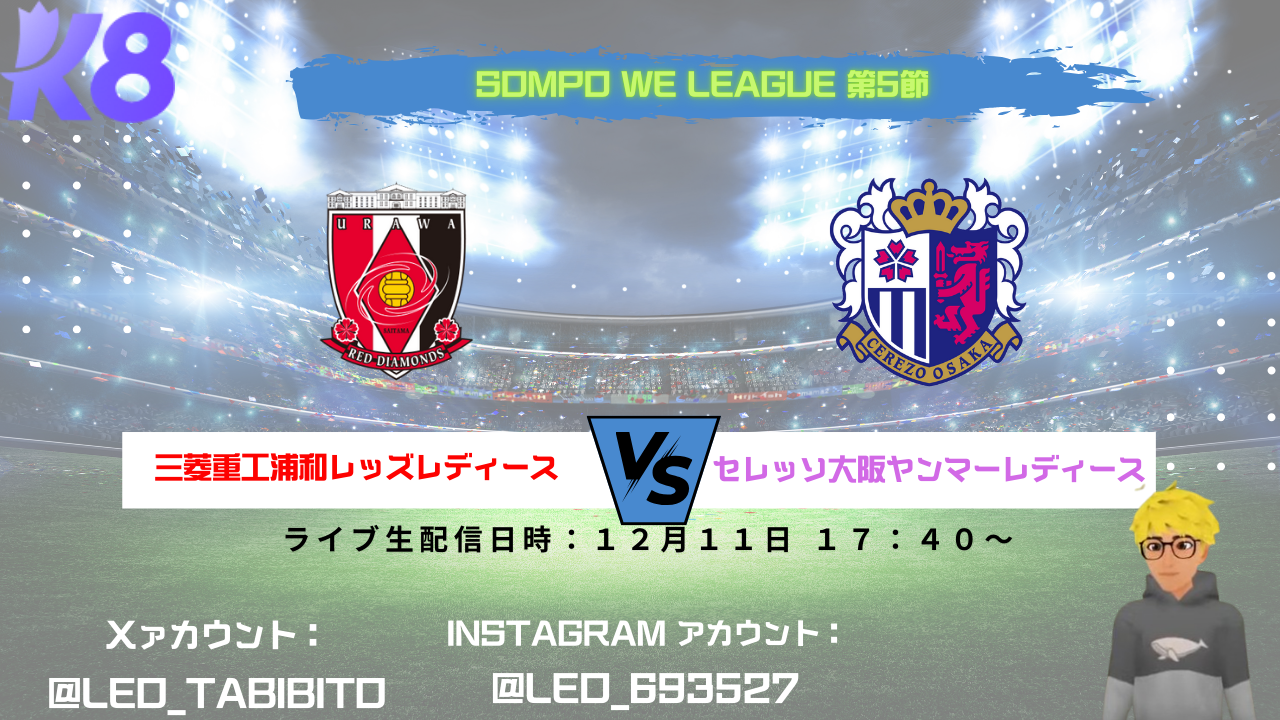 K8
SOMPO WE LEAGUE 第5節
URAWA
SAITAMA
RED DIAMONDS
CEREZO OSAKA
三菱重工浦和レッズレディース
VS
セレッソ大阪ヤンマーレディース
ライブ生配信日時：１２月１１日 １７：４０～
Xァカウント：
INSTAGRAM アカウント：
@LEO_TABIBITO
@LEO_693527